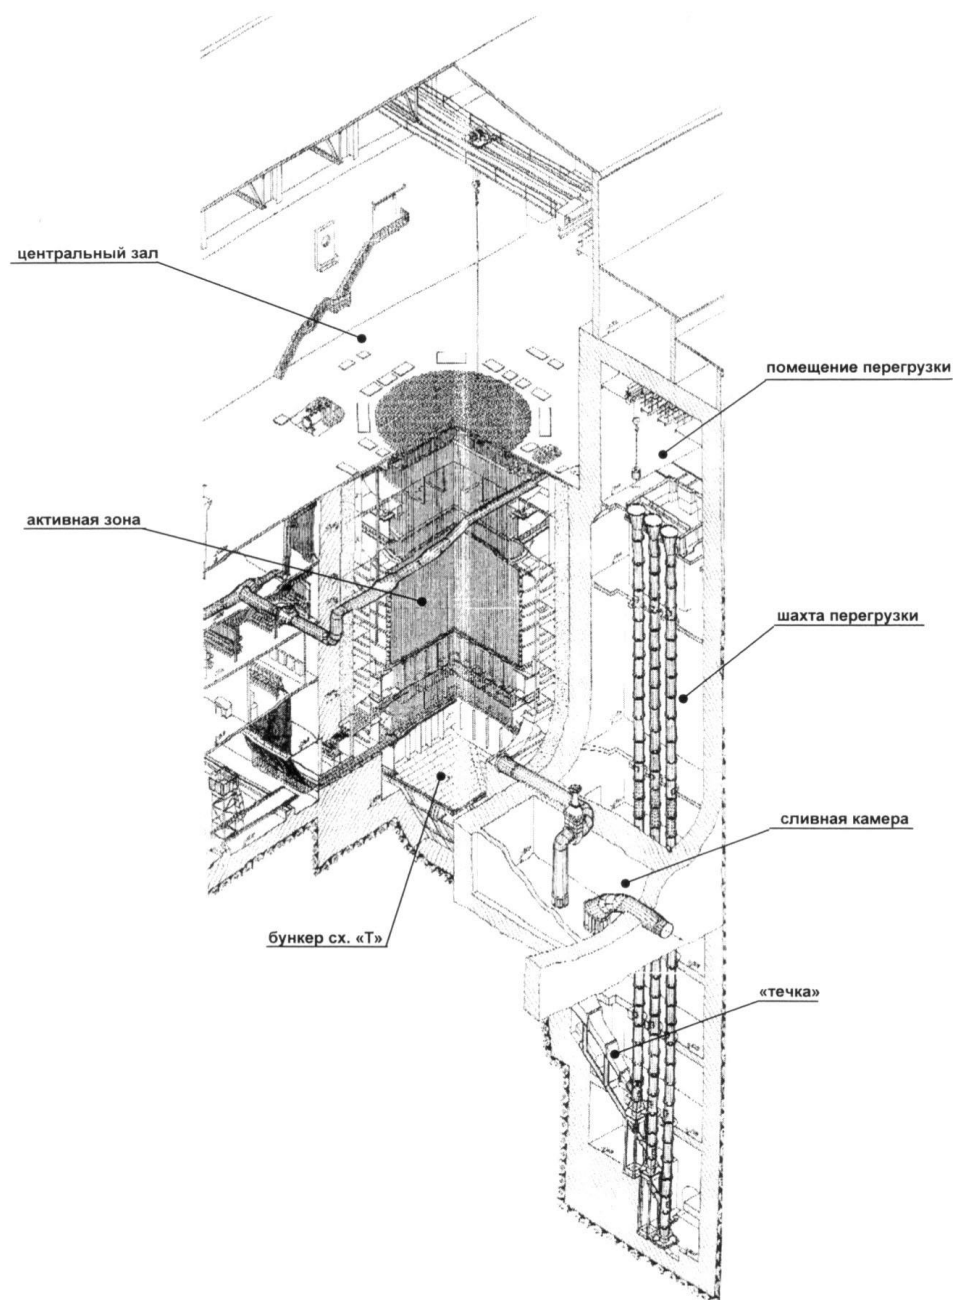 центральный зал
помещение перегрузки
активная зона
шахта перегрузки
сливная камера
бункер сх. «Т»
«течка»